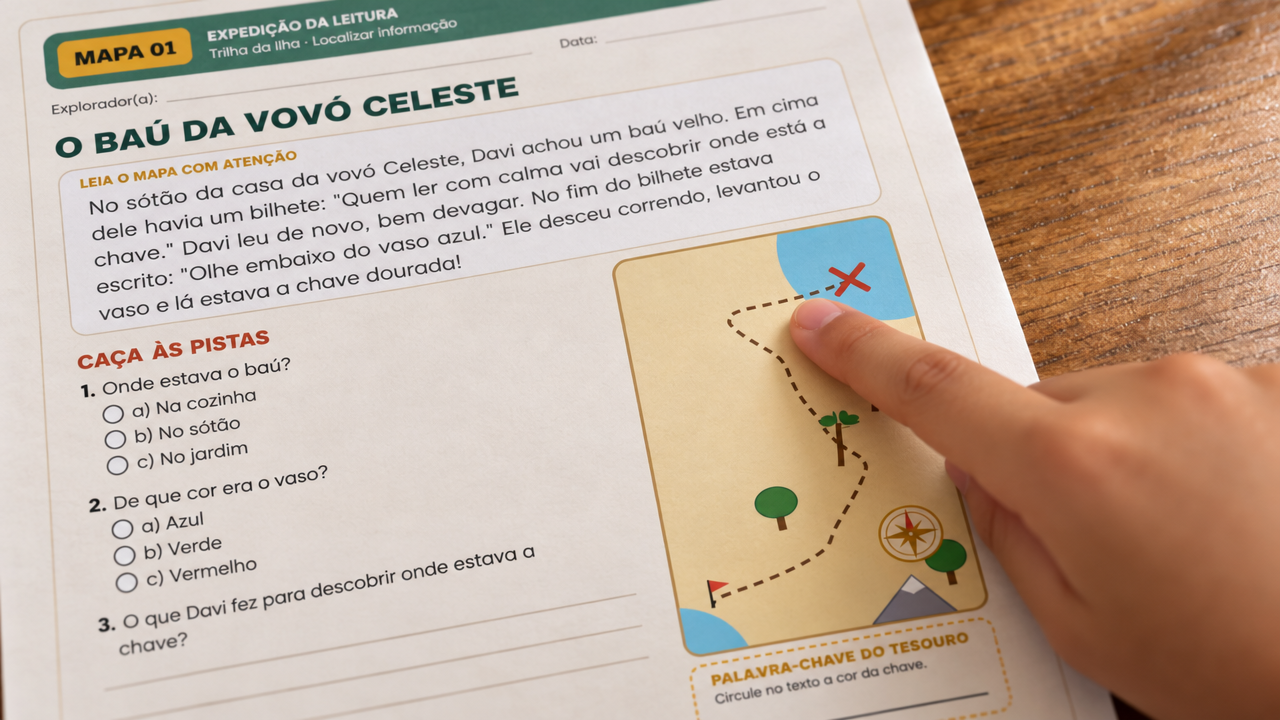 MAPA 01
EXPEDIÇÃO DA LEITURA
Trilha da Ilha · Localizar informação
Explorador(a):
Data:
O BAÚ DA VOVÓ CELESTE
LEIA O MAPA COM ATENÇÃO
No sótão da casa da vovó Celeste, Davi achou um baú velho. Em cima
dele havia um bilhete: "Quem ler com calma vai descobrir onde está a
chave." Davi leu de novo, bem devagar. No fim do bilhete estava
escrito: "Olhe embaixo do vaso azul." Ele desceu correndo, levantou o
vaso e lá estava a chave dourada!
CAÇA ÀS PISTAS
1. Onde estava o baú?
a) Na cozinha
b) No sótão
c) No jardim
2. De que cor era o vaso?
a) Azul
b) Verde
c) Vermelho
3. O que Davi fez para descobrir onde estava a
chave?
PALAVRA-CHAVE DO TESOURO
Circule no texto a cor da chave.